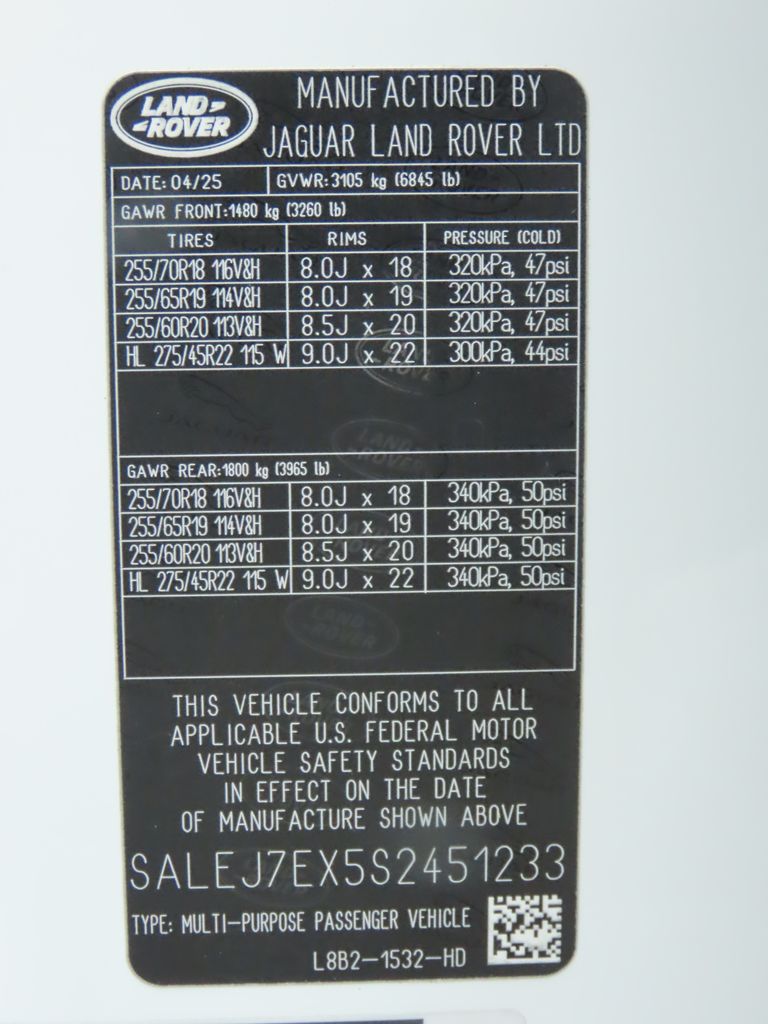 LAND-
-ROVER
MANUFACTURED BY
JAGUAR LAND ROVER LTD
DATE: 04/25 GVWR: 3105 kg (6845 lb)
GAWR FRONT:1480 kg (3260 lb)
TIRES RIMS PRESSURE (COLD)
255/70R18 116V&H 8.0J x 18 320kPa, 47psi
255/65R19 114V&H 8.0J x 19 320kPa, 47psi
255/60R20 113V&H 8.5J x 20 320kPa, 47psi
HL 275/45R22 115 W 9.0J x 22 300kPa, 44psi
GAWR REAR:1800 kg (3965 lb)
255/70R18 116V&H 8.0J x 18 340kPa, 50psi
255/65R19 114V&H 8.0J x 19 340kPa, 50psi
255/60R20 113V&H 8.5J x 20 340kPa, 50psi
HL 275/45R22 115 W 9.0J x 22 340kPa, 50psi
THIS VEHICLE CONFORMS TO ALL
APPLICABLE U.S. FEDERAL MOTOR
VEHICLE SAFETY STANDARDS
IN EFFECT ON THE DATE
OF MANUFACTURE SHOWN ABOVE
SALEJ7EX5S2451233
TYPE: MULTI-PURPOSE PASSENGER VEHICLE
L8B2-1532-HD